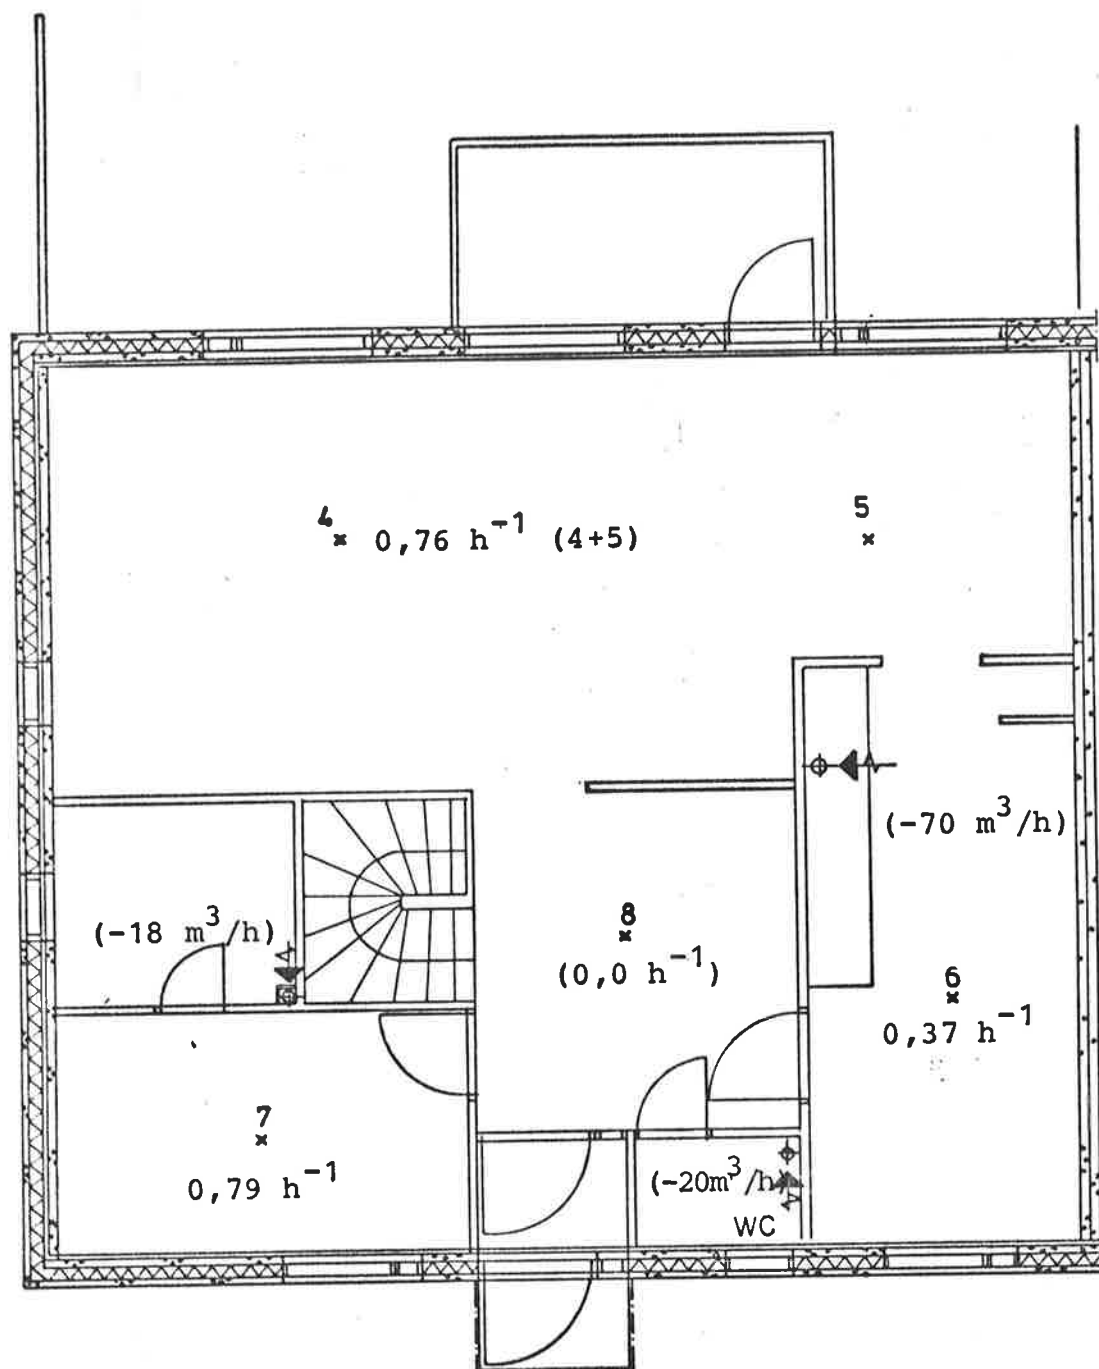 4
0,76 h⁻¹ (4+5)
5
(-70 m³/h)
(-18 m³/h)
8
(0,0 h⁻¹)
6
0,37 h⁻¹
7
0,79 h⁻¹
(-20m³/h)
WC